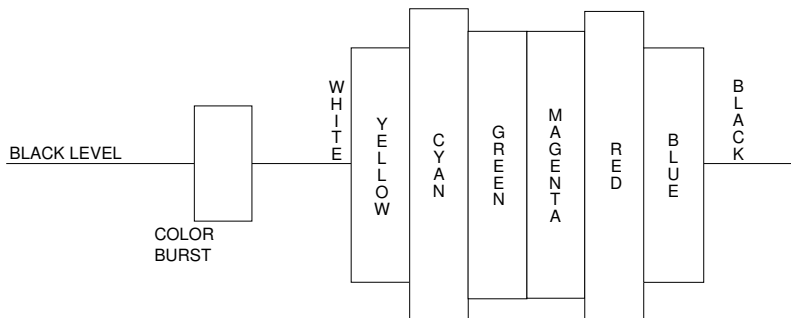 BLACK LEVEL
COLOR
BURST
WHITE
YELLOW
CYAN
GREEN
MAGENTA
RED
BLUE
BLACK